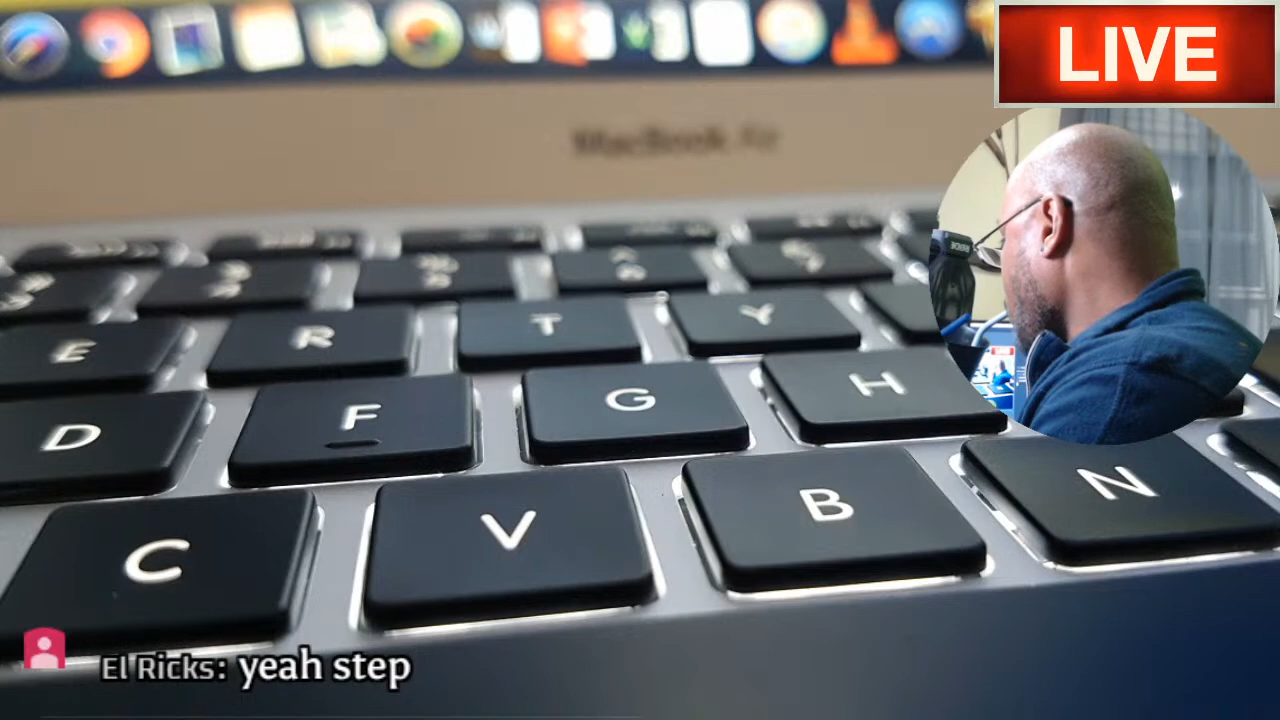 LIVE
MacBook Air
E R T Y
D F G H
C V B N
El Ricks: yeah step